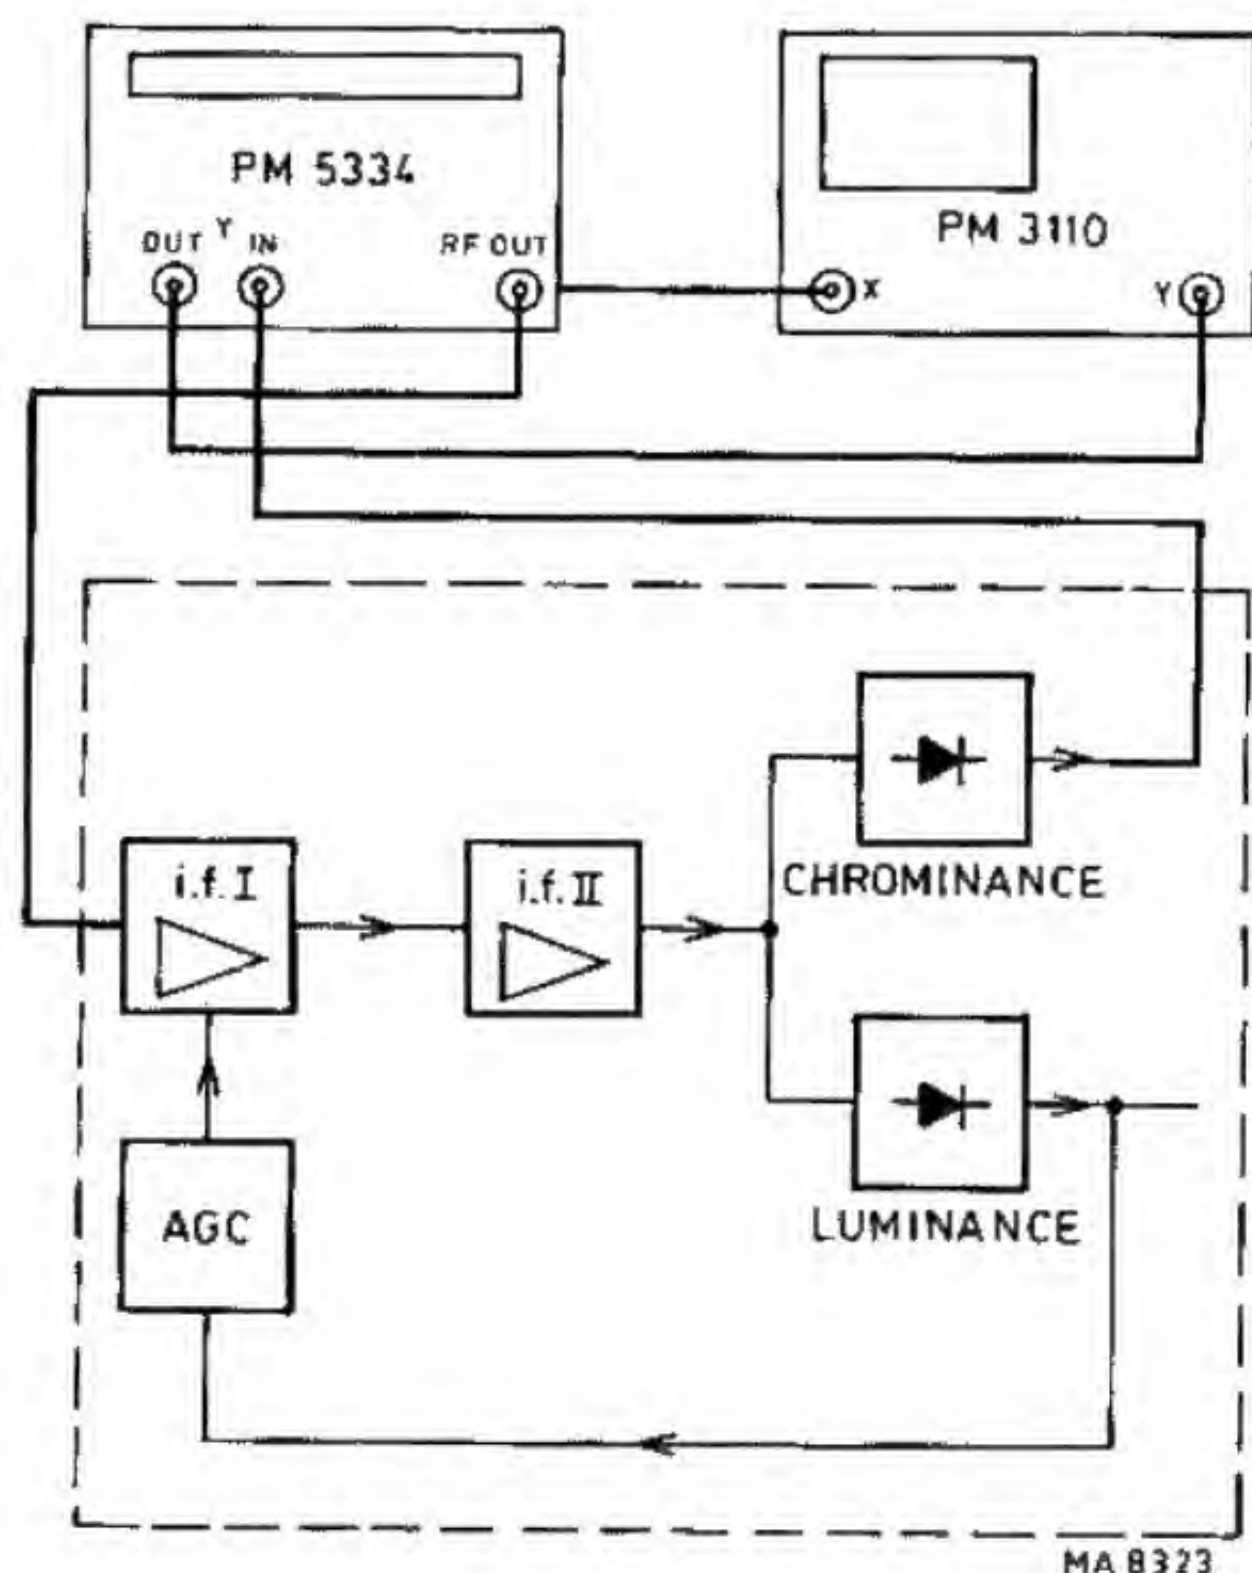 PM 5334
OUT Y IN
RF OUT
PM 3110
X
Y
i.f. I
i.f. II
CHROMINANCE
AGC
LUMINANCE
MA 8323